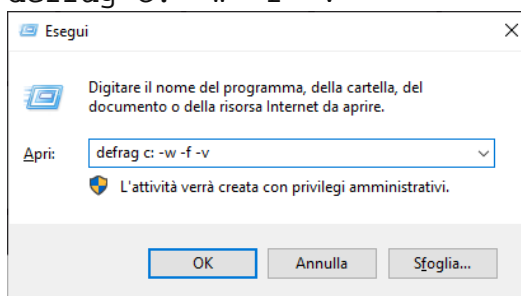 Esegui
Digitare il nome del programma, della cartella, del
documento o della risorsa Internet da aprire.
Apri:
defrag c: -w -f -v
L'attività verrà creata con privilegi amministrativi.
OK
Annulla
Sfoglia...